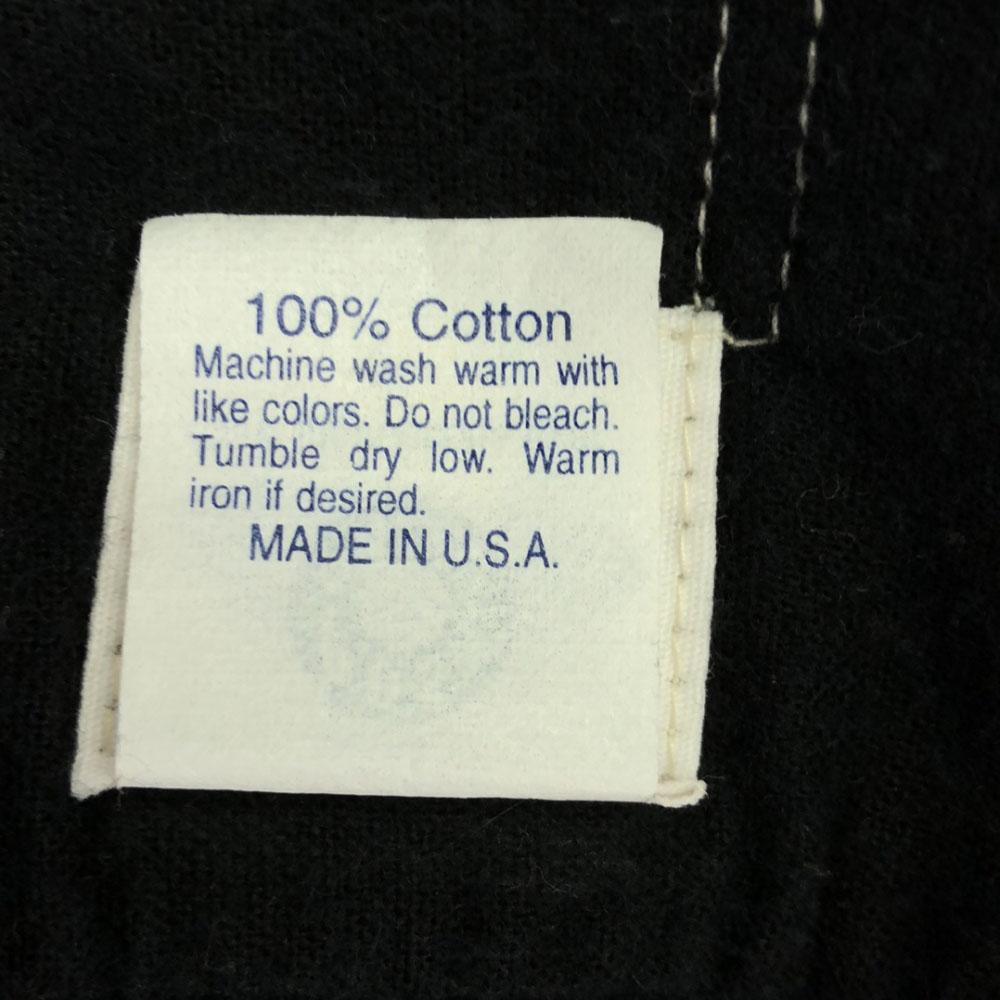 100% Cotton
Machine wash warm with
like colors. Do not bleach.
Tumble dry low. Warm
iron if desired.
MADE IN U.S.A.